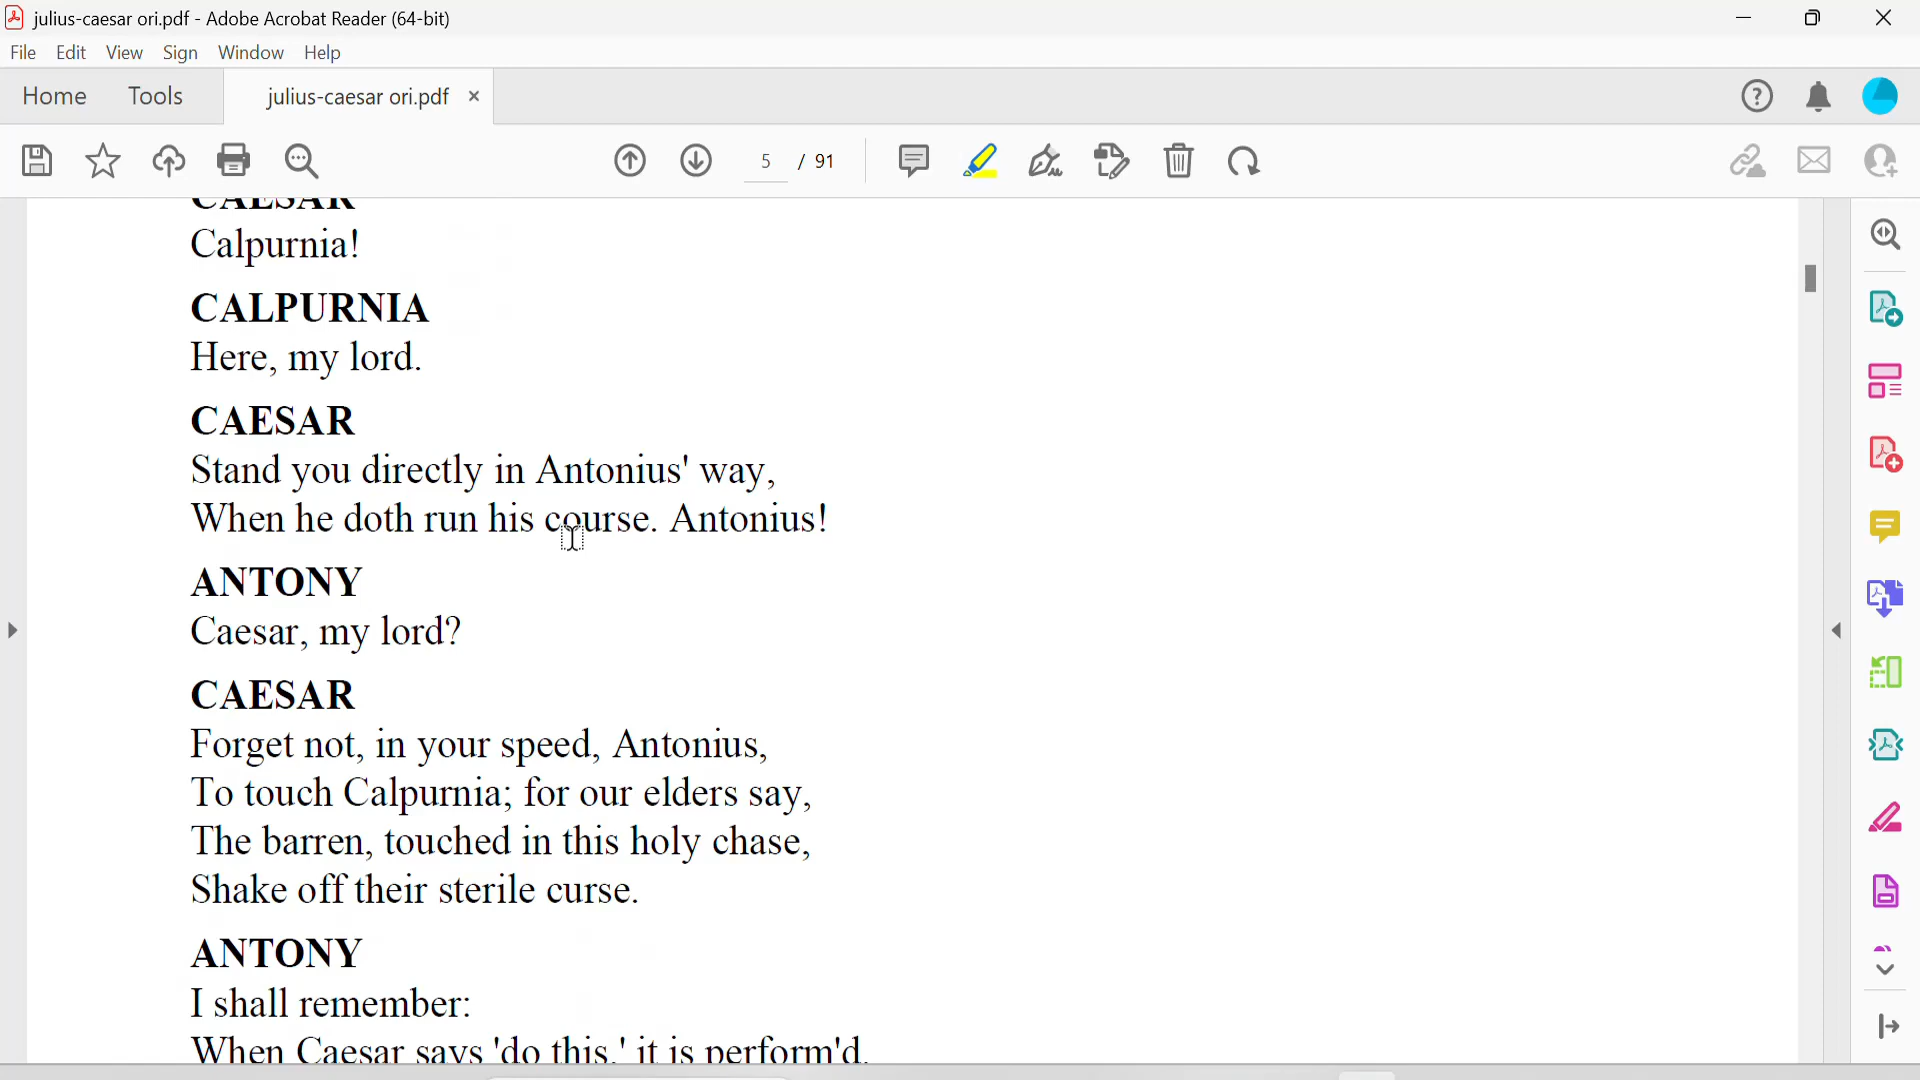 julius-caesar ori.pdf - Adobe Acrobat Reader (64-bit)
File Edit View Sign Window Help
Home Tools julius-caesar ori.pdf ×
5 / 91
CAESAR
Calpurnia!
CALPURNIA
Here, my lord.
CAESAR
Stand you directly in Antonius' way,
When he doth run his course. Antonius!
ANTONY
Caesar, my lord?
CAESAR
Forget not, in your speed, Antonius,
To touch Calpurnia; for our elders say,
The barren, touched in this holy chase,
Shake off their sterile curse.
ANTONY
I shall remember:
When Caesar says 'do this,' it is perform'd.